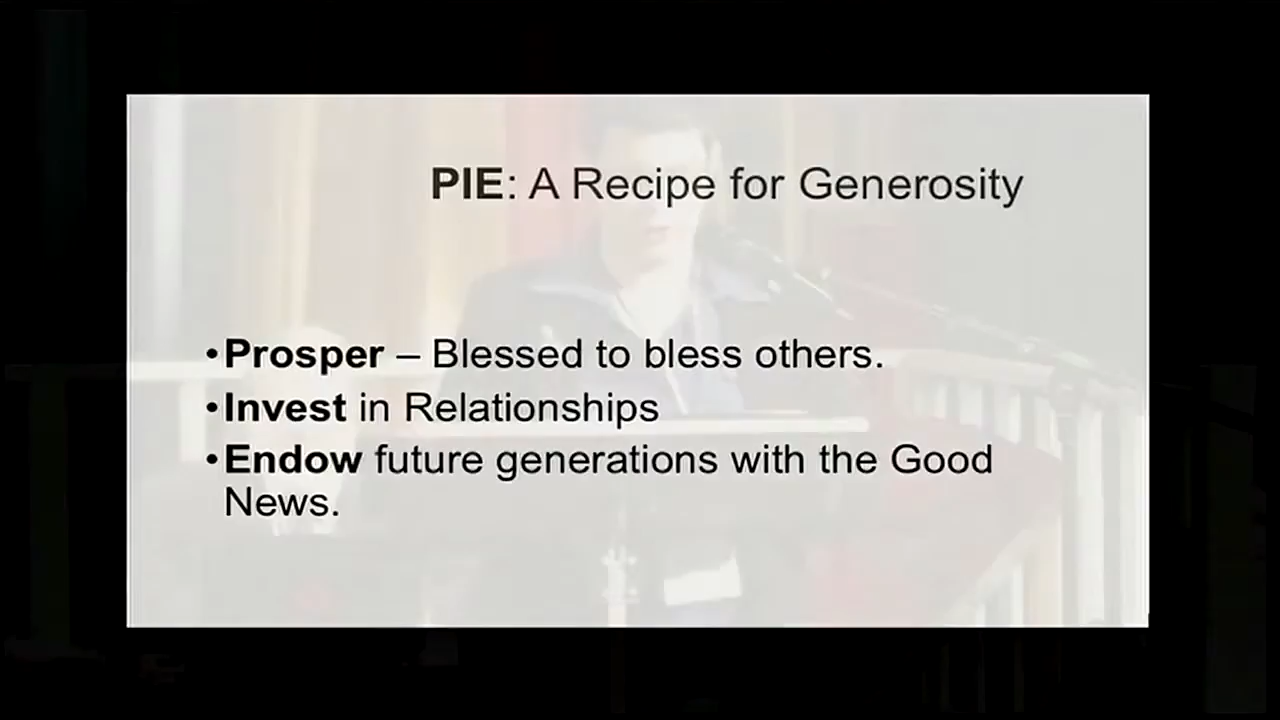 PIE: A Recipe for Generosity
•Prosper – Blessed to bless others.
•Invest in Relationships
•Endow future generations with the Good
News.